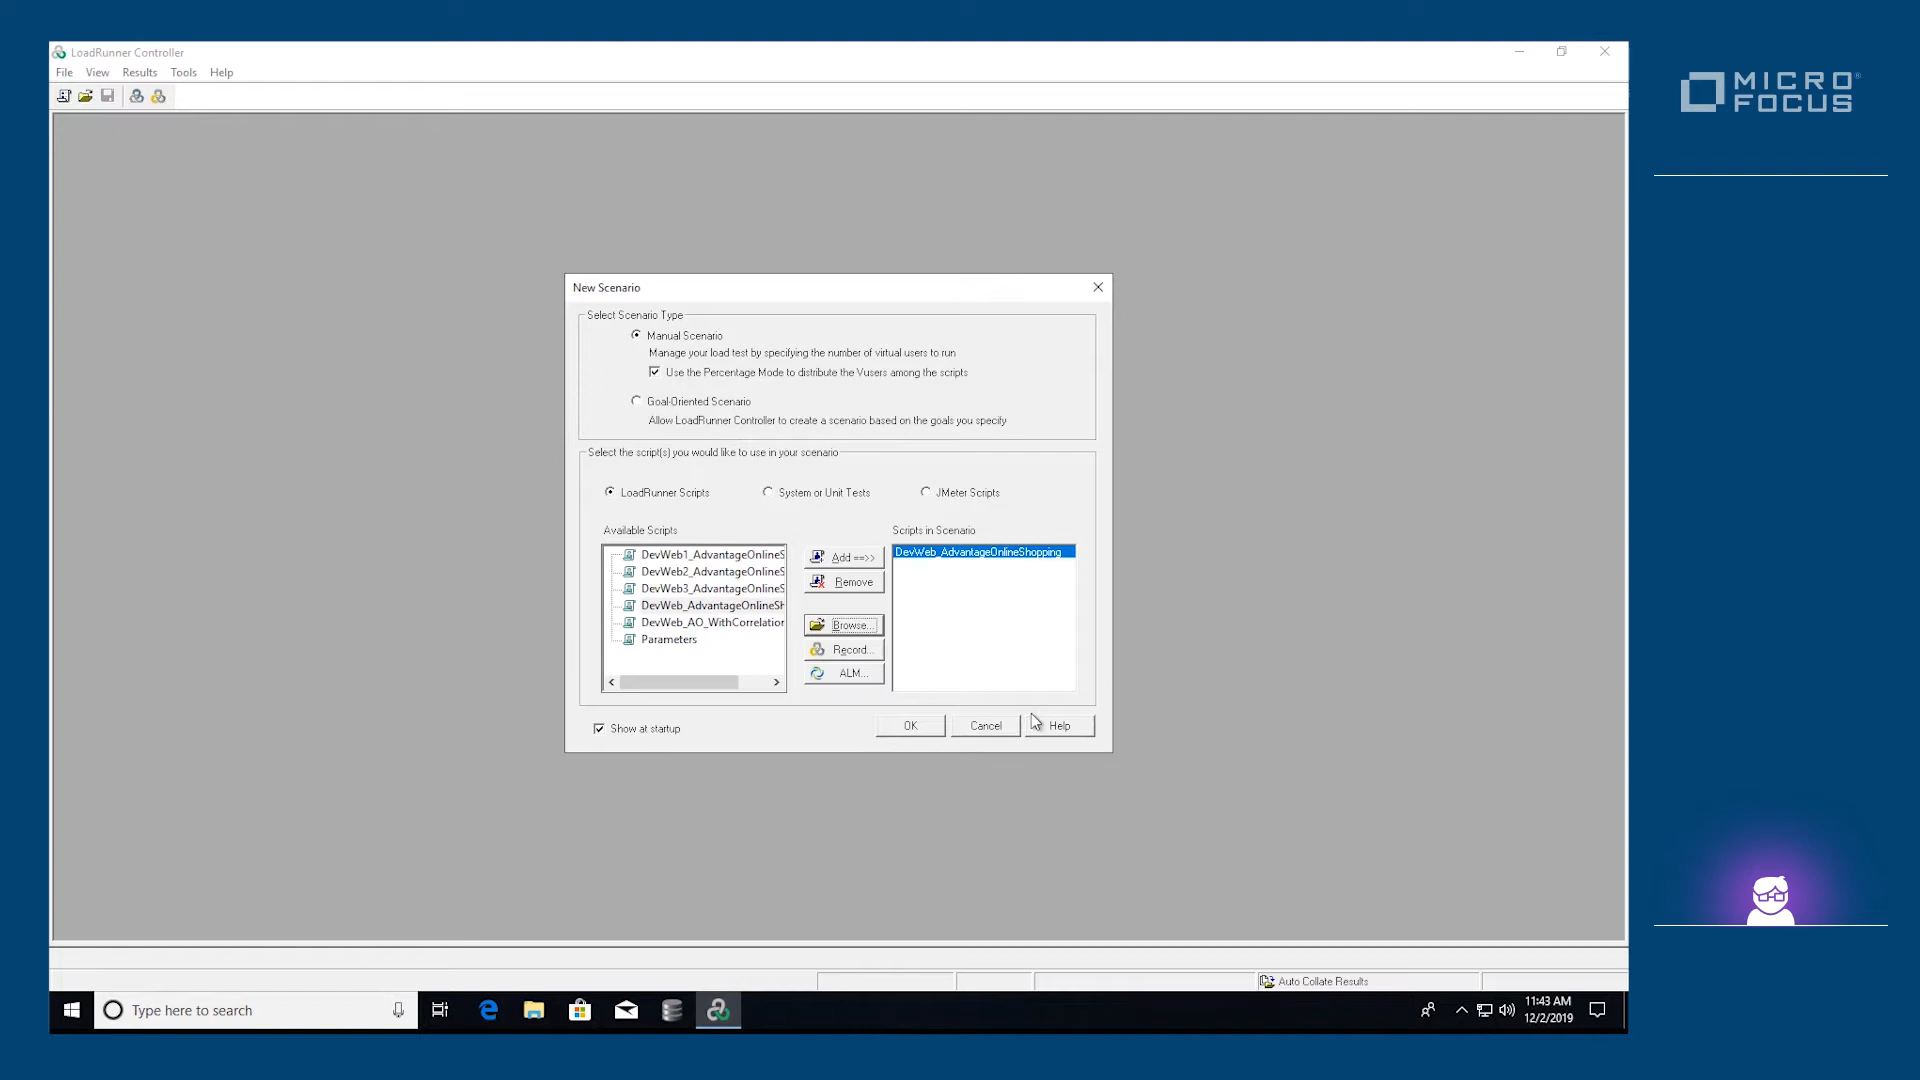 LoadRunner Controller
File View Results Tools Help
MICRO
FOCUS
New Scenario
Select Scenario Type
Manual Scenario
Manage your load test by specifying the number of virtual users to run
Use the Percentage Mode to distribute the Vusers among the scripts
Goal-Oriented Scenario
Allow LoadRunner Controller to create a scenario based on the goals you specify
Select the script(s) you would like to use in your scenario
LoadRunner Scripts System or Unit Tests JMeter Scripts
Available Scripts
DevWeb1_AdvantageOnlineS
DevWeb2_AdvantageOnlineS
DevWeb3_AdvantageOnlineS
DevWeb_AdvantageOnlineSh
DevWeb_AO_WithCorrelation
Parameters
Add ==>>
Remove
Browse...
Record...
ALM...
Scripts in Scenario
DevWeb_AdvantageOnlineShopping
Show at startup
OK Cancel Help
Auto Collate Results
Type here to search
11:43 AM
12/2/2019